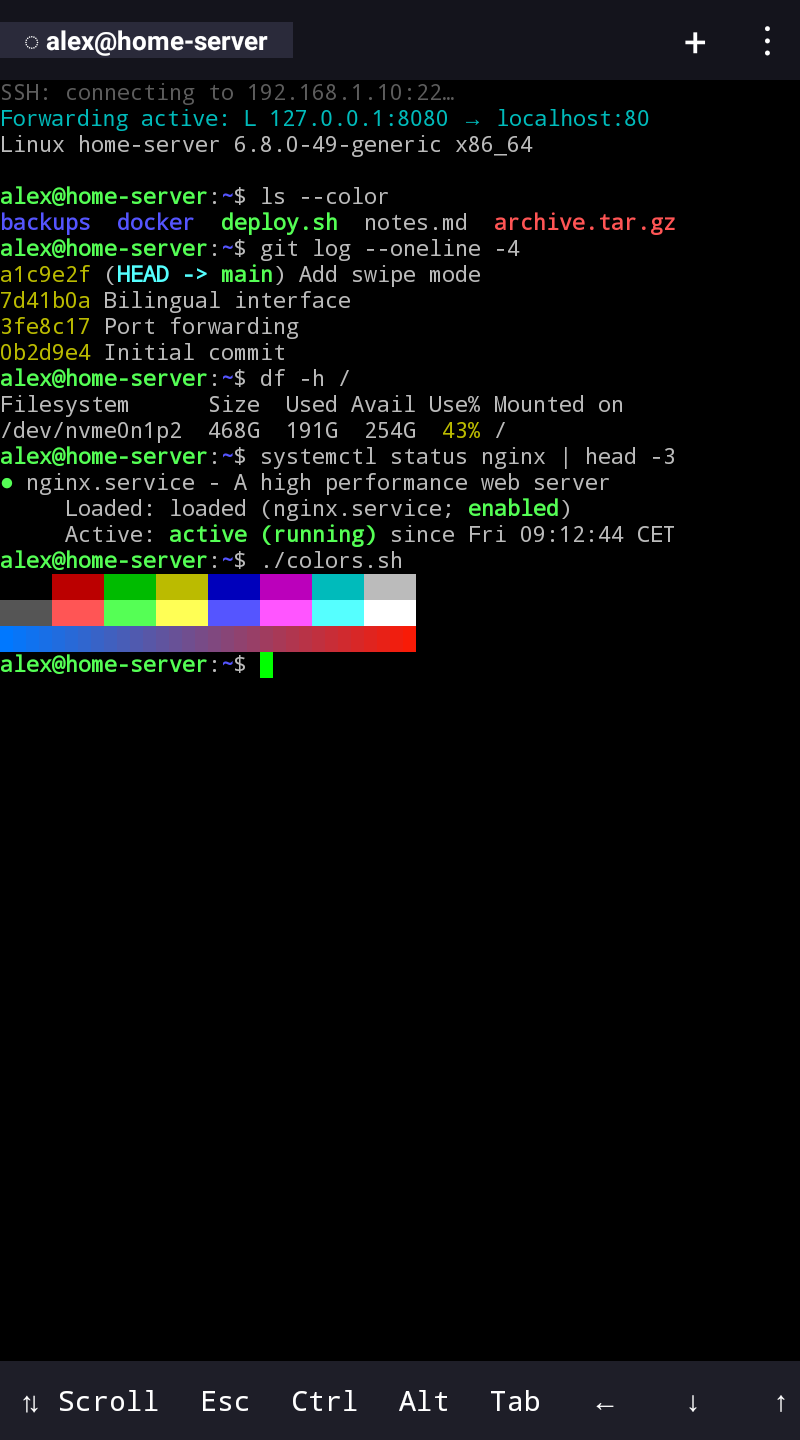 ◌ alex@home-server + ⋮
SSH: connecting to 192.168.1.10:22…
Forwarding active: L 127.0.0.1:8080 → localhost:80
Linux home-server 6.8.0-49-generic x86_64
alex@home-server:~$ ls --color
backups  docker  deploy.sh  notes.md  archive.tar.gz
alex@home-server:~$ git log --oneline -4
a1c9e2f (HEAD -> main) Add swipe mode
7d41b0a Bilingual interface
3fe8c17 Port forwarding
0b2d9e4 Initial commit
alex@home-server:~$ df -h /
Filesystem      Size  Used Avail Use% Mounted on
/dev/nvme0n1p2  468G  191G  254G  43% /
alex@home-server:~$ systemctl status nginx | head -3
● nginx.service - A high performance web server
     Loaded: loaded (nginx.service; enabled)
     Active: active (running) since Fri 09:12:44 CET
alex@home-server:~$ ./colors.sh
alex@home-server:~$
⇅ Scroll Esc Ctrl Alt Tab ← ↓ ↑